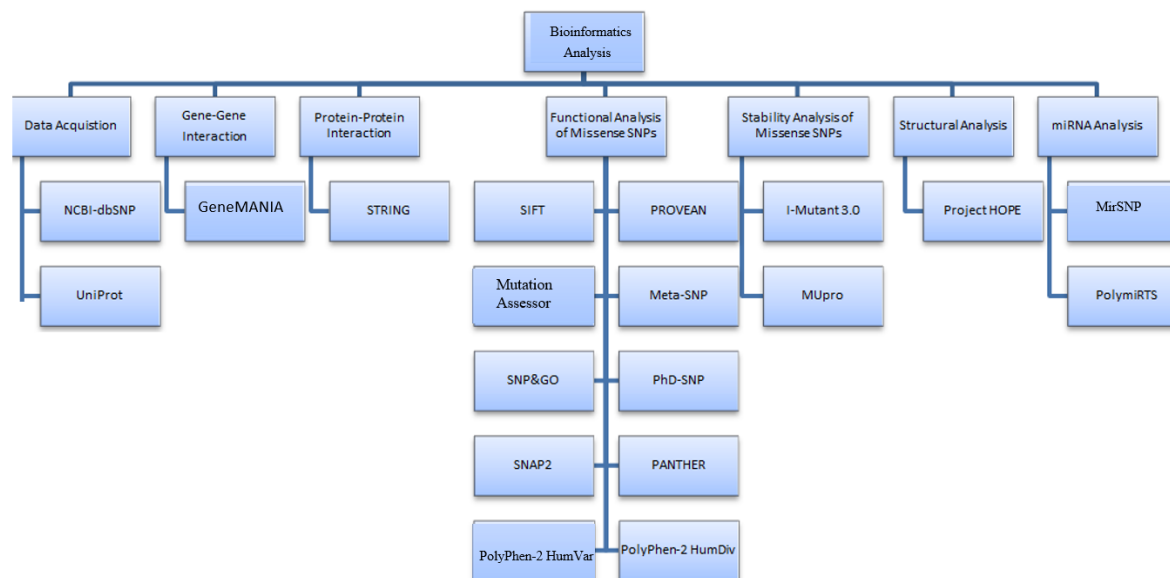 Bioinformatics
Analysis
Data Acquistion
Gene-Gene
Interaction
Protein-Protein
Interaction
Functional Analysis
of Missense SNPs
Stability Analysis of
Missense SNPs
Structural Analysis
miRNA Analysis
NCBI-dbSNP
UniProt
GeneMANIA
STRING
SIFT
PROVEAN
Mutation
Assessor
Meta-SNP
SNP&GO
PhD-SNP
SNAP2
PANTHER
PolyPhen-2 HumVar
PolyPhen-2 HumDiv
I-Mutant 3.0
MUpro
Project HOPE
MirSNP
PolymiRTS